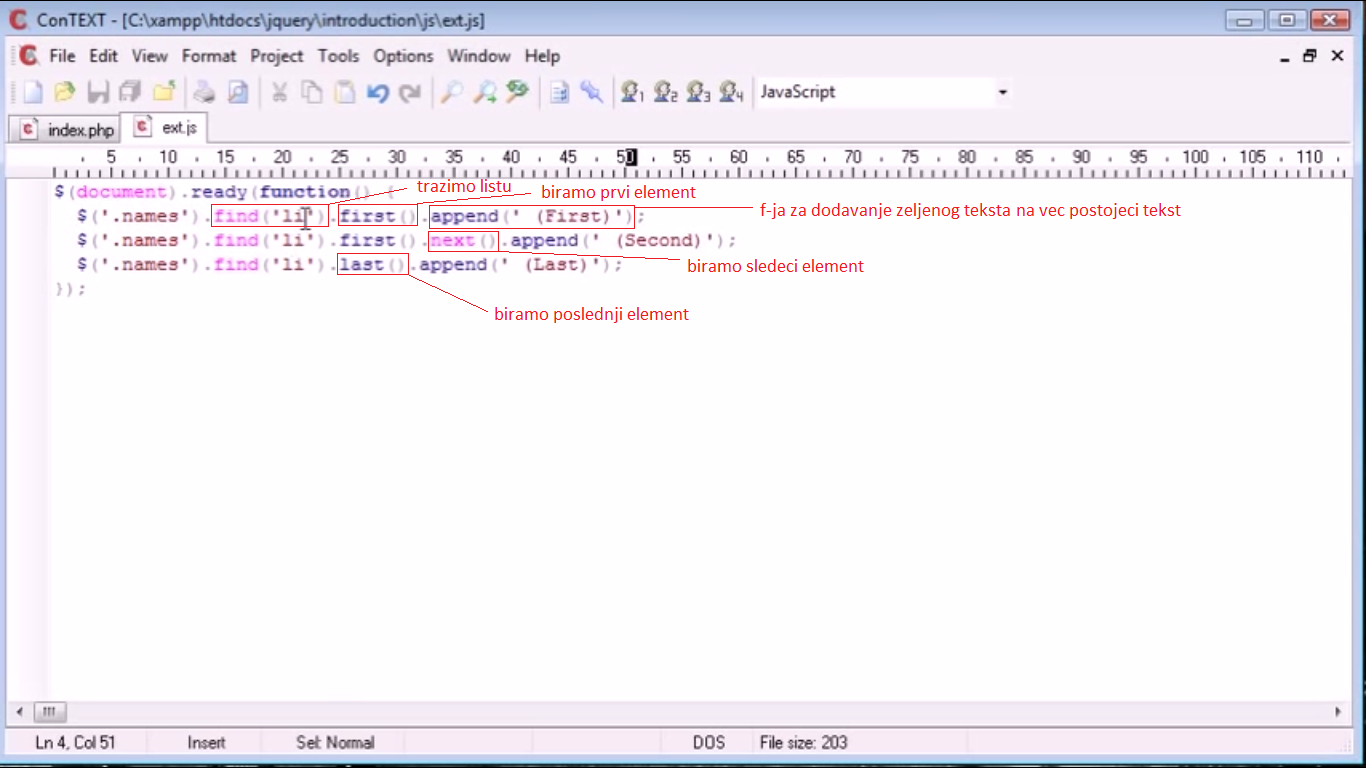 ConTEXT - [C:\xampp\htdocs\jquery\introduction\js\ext.js]
File Edit View Format Project Tools Options Window Help
1 2 3 4 JavaScript
index.php ext.js
5 10 15 20 25 30 35 40 45 50 55 60 65 70 75 80 85 90 95 100 105 110
$(document).ready(function() {
trazimo listu
biramo prvi element
$('.names').find('li').first().append(' (First)');
f-ja za dodavanje zeljenog teksta na vec postojeci tekst
$('.names').find('li').first().next().append(' (Second)');
$('.names').find('li').last().append(' (Last)');
biramo sledeci element
});
biramo poslednji element
Ln 4, Col 51 Insert Sel: Normal DOS File size: 203